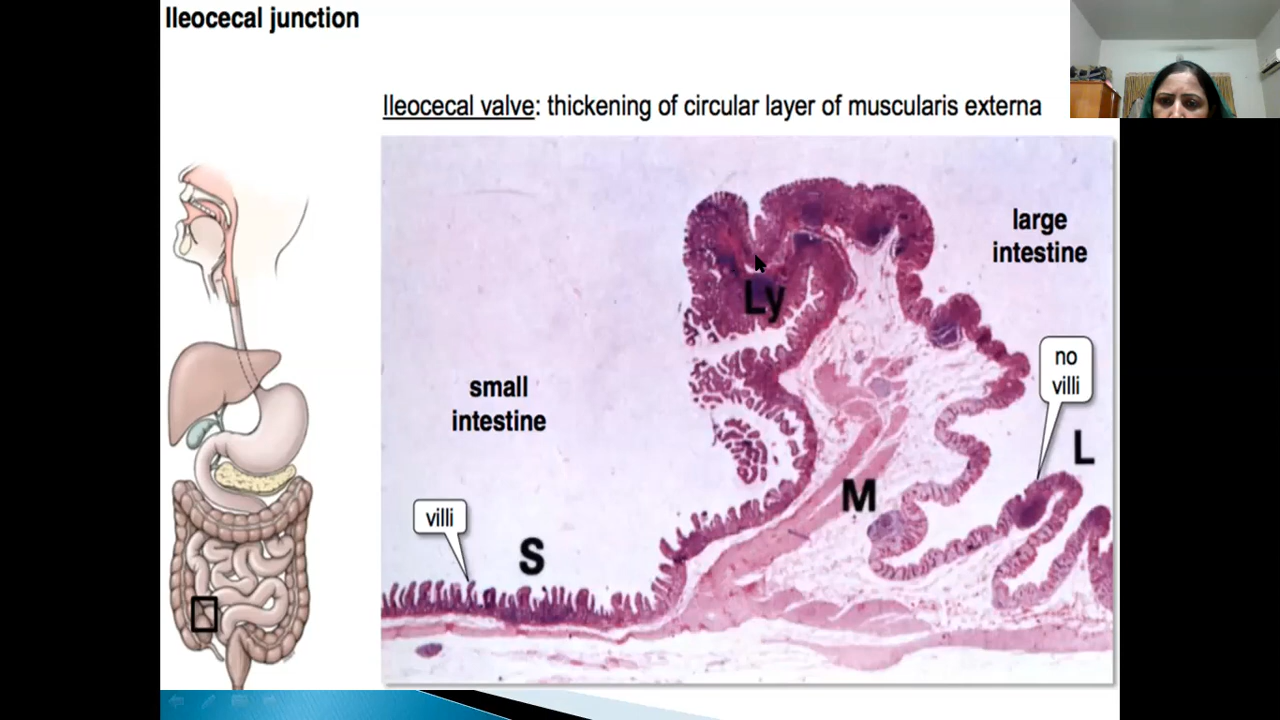 Ileocecal junction
Ileocecal valve: thickening of circular layer of muscularis externa
large
intestine
Ly
no
villi
small
intestine
L
M
villi
S